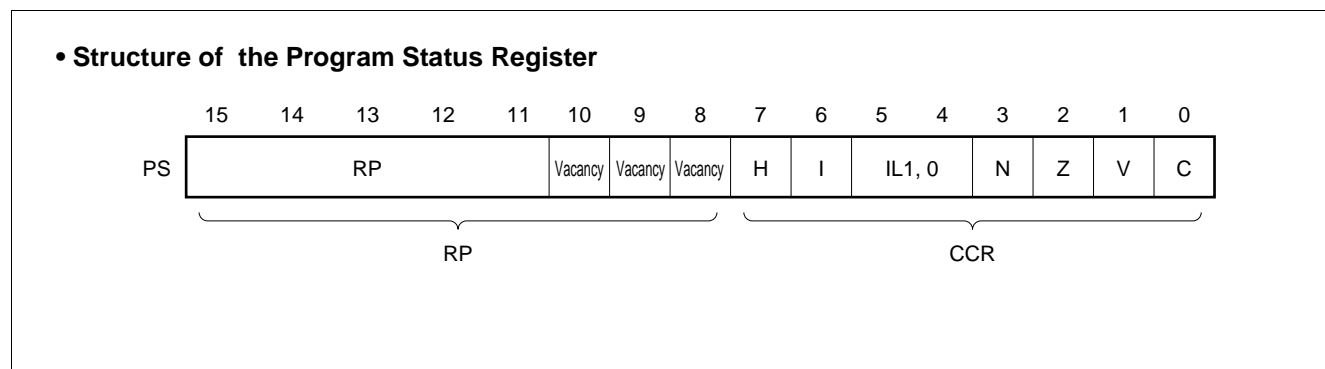 • Structure of the Program Status Register
15 14 13 12 11 10 9 8 7 6 5 4 3 2 1 0
PS RP Vacancy Vacancy Vacancy H I IL1, 0 N Z V C
RP CCR